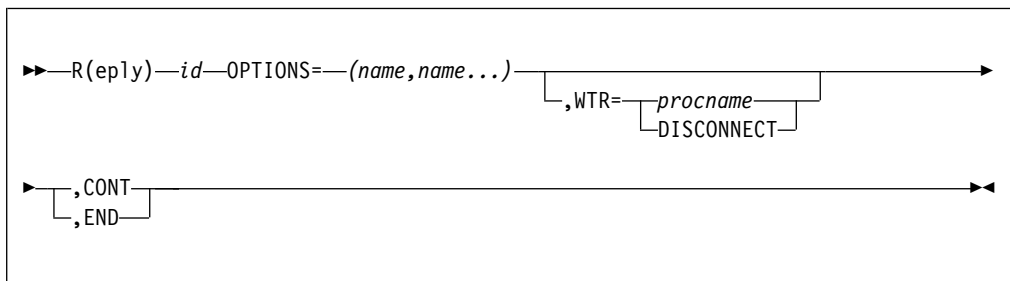 R(eply) id OPTIONS= (name,name...)
,WTR= procname
DISCONNECT
,CONT
,END